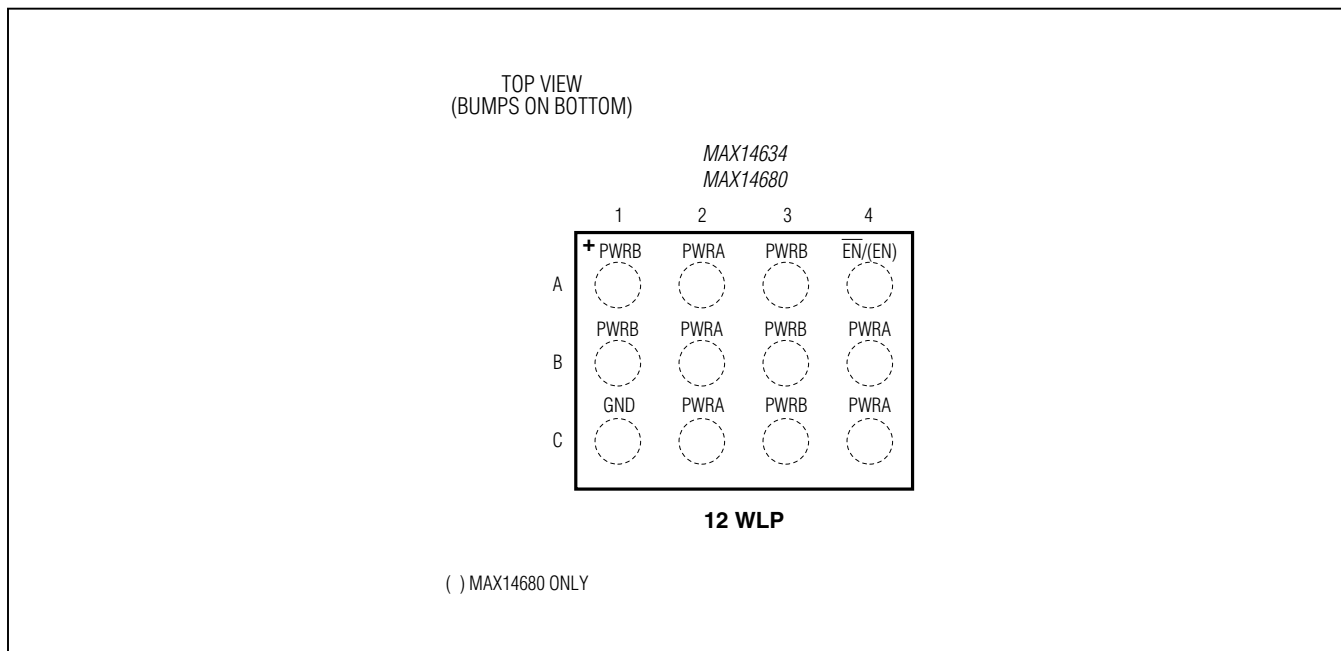 TOP VIEW
(BUMPS ON BOTTOM)
MAX14634
MAX14680
1 2 3 4
+ PWRB PWRA PWRB E̅N̅/(EN)
A
PWRB PWRA PWRB PWRA
B
GND PWRA PWRB PWRA
C
12 WLP
( ) MAX14680 ONLY